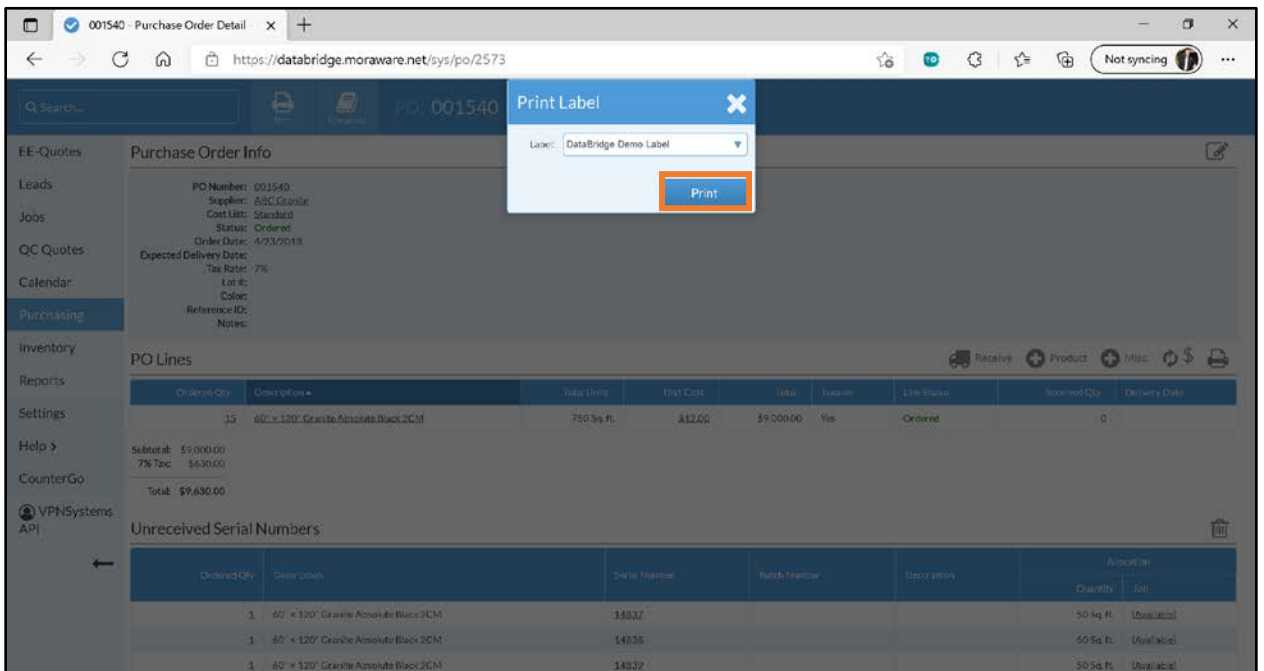 001540 - Purchase Order Detail
https://databridge.moraware.net/sys/po/2573
Not syncing
Search...
PO: 001540
Print Label
Label: DataBridge Demo Label
Print
EE-Quotes
Leads
Jobs
QC Quotes
Calendar
Purchasing
Inventory
Reports
Settings
Help >
CounterGo
VPNSystems
API
Purchase Order Info
PO Number: 001540
Supplier: ABC Granite
Cost List: Standard
Status: Ordered
Order Date: 4/23/2018
Expected Delivery Date:
Tax Rate: 7%
Lot #:
Color:
Reference ID:
Notes:
PO Lines
Receive Product Misc $
Ordered Qty Description Total Units Unit Cost Total Taxable Line Status Received Qty Delivery Date
15 60" × 120" Granite Absolute Black 2CM 750 Sq. ft. $12.00 $9,000.00 Yes Ordered 0
Subtotal: $9,000.00
7% Tax: $630.00
Total: $9,630.00
Unreceived Serial Numbers
Ordered Qty Description Serial Number Batch Number Description Allocation
Quantity Job
1 60" × 120" Granite Absolute Black 2CM 14837 50 Sq. ft. (Available)
1 60" × 120" Granite Absolute Black 2CM 14838 50 Sq. ft. (Available)
1 60" × 120" Granite Absolute Black 2CM 14839 50 Sq. ft. (Available)